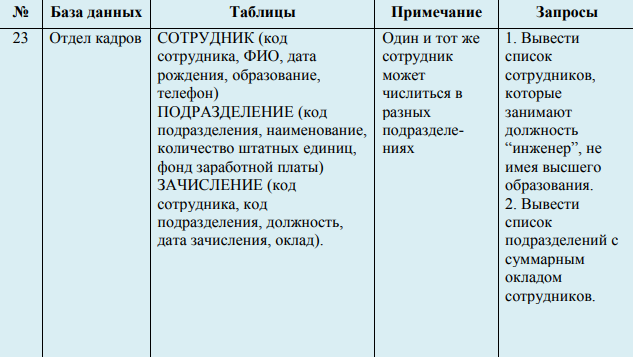 № База данных Таблицы Примечание Запросы
23
Отдел кадров
СОТРУДНИК (код
сотрудника, ФИО, дата
рождения, образование,
телефон)
ПОДРАЗДЕЛЕНИЕ (код
подразделения, наименование,
количество штатных единиц,
фонд заработной платы)
ЗАЧИСЛЕНИЕ (код
сотрудника, код
подразделения, должность,
дата зачисления, оклад).
Один и тот же
сотрудник
может
числиться в
разных
подразделе-
ниях
1. Вывести
список
сотрудников,
которые
занимают
должность
“инженер”, не
имея высшего
образования.
2. Вывести
список
подразделений с
суммарным
окладом
сотрудников.